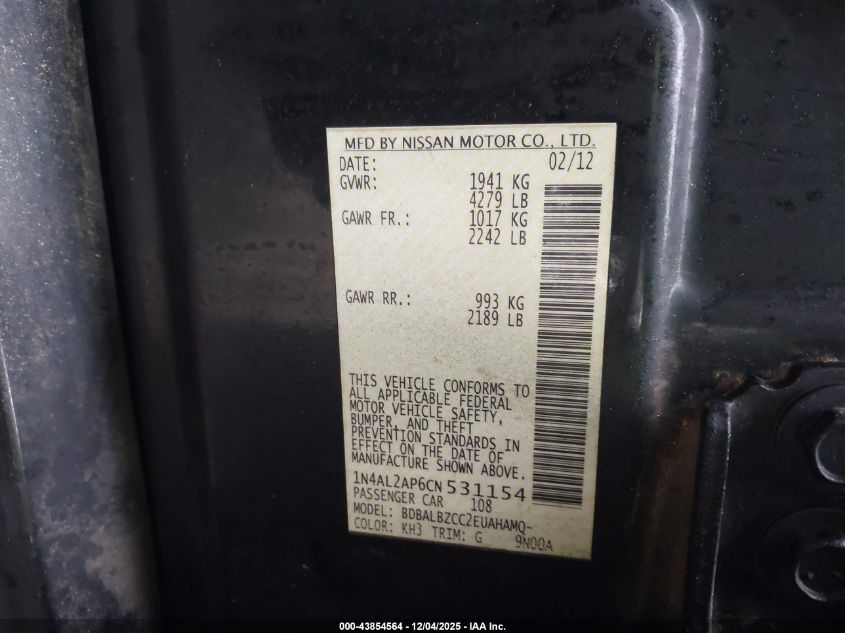 MFD BY NISSAN MOTOR CO., LTD.
DATE: 02/12
GVWR: 1941 KG
4279 LB
GAWR FR.: 1017 KG
2242 LB
GAWR RR.: 993 KG
2189 LB
THIS VEHICLE CONFORMS TO
ALL APPLICABLE FEDERAL
MOTOR VEHICLE SAFETY,
BUMPER, AND THEFT
PREVENTION STANDARDS IN
EFFECT ON THE DATE OF
MANUFACTURE SHOWN ABOVE.
1N4AL2AP6CN531154
PASSENGER CAR 108
MODEL: BDBALBZCC2EUAHAMQ-
COLOR: KH3 TRIM: G 9N00A
000-43854564 - 12/04/2025 - IAA Inc.